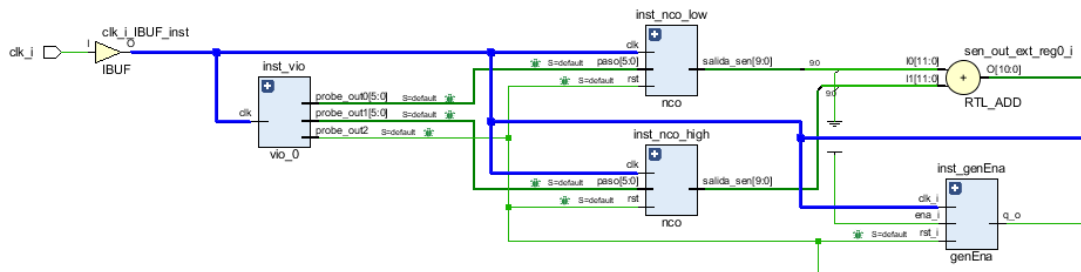 clk_i
clk_i_IBUF_inst
I
O
IBUF
inst_vio
clk
probe_out0[5:0]
S=default
probe_out1[5:0]
S=default
probe_out2
S=default
vio_0
inst_nco_low
clk
S=default
paso[5:0]
S=default
rst
salida_sen[9:0]
nco
inst_nco_high
clk
S=default
paso[5:0]
S=default
rst
salida_sen[9:0]
nco
9:0
9:0
sen_out_ext_reg0_i
I0[11:0]
I1[11:0]
+
O[10:0]
RTL_ADD
inst_genEna
clk_i
ena_i
S=default
rst_i
q_o
genEna